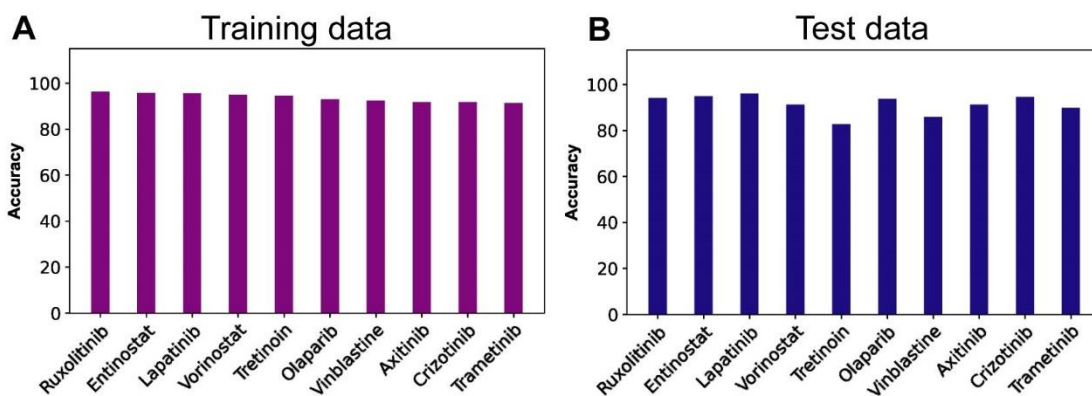 A Training data
Accuracy
100
80
60
40
20
0
Ruxolitinib
Entinostat
Lapatinib
Vorinostat
Tretinoin
Olaparib
Vinblastine
Axitinib
Crizotinib
Trametinib
B Test data
Accuracy
100
80
60
40
20
0
Ruxolitinib
Entinostat
Lapatinib
Vorinostat
Tretinoin
Olaparib
Vinblastine
Axitinib
Crizotinib
Trametinib